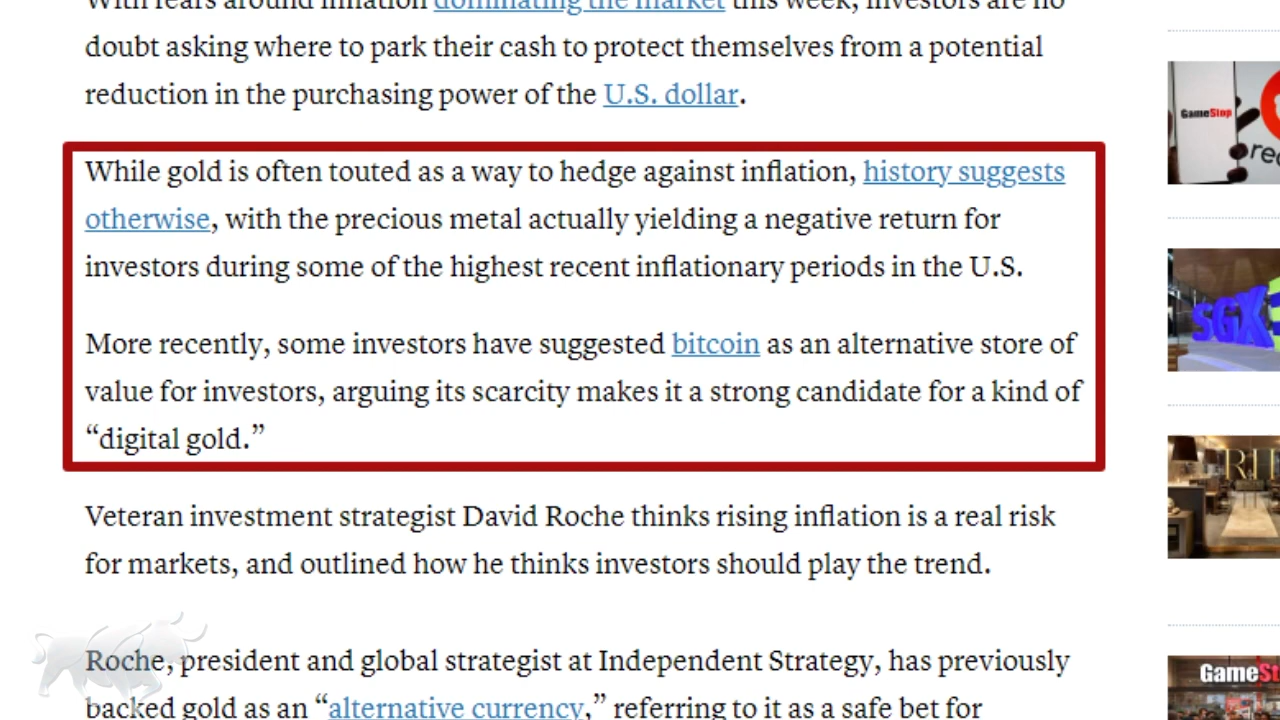 With fears around inflation dominating the market this week, investors are no
doubt asking where to park their cash to protect themselves from a potential
reduction in the purchasing power of the U.S. dollar.
While gold is often touted as a way to hedge against inflation, history suggests
otherwise, with the precious metal actually yielding a negative return for
investors during some of the highest recent inflationary periods in the U.S.
More recently, some investors have suggested bitcoin as an alternative store of
value for investors, arguing its scarcity makes it a strong candidate for a kind of
“digital gold.”
Veteran investment strategist David Roche thinks rising inflation is a real risk
for markets, and outlined how he thinks investors should play the trend.
Roche, president and global strategist at Independent Strategy, has previously
backed gold as an “alternative currency,” referring to it as a safe bet for
GameStop
red
SGX
RH
GameSt